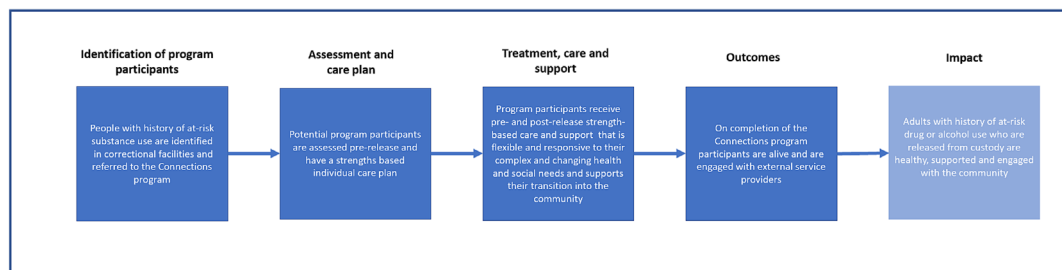 Identification of program
participants
People with history of at-risk
substance use are identified
in correctional facilities and
referred to the Connections
program
Assessment and
care plan
Potential program participants
are assessed pre-release and
have a strengths based
individual care plan
Treatment, care and
support
Program participants receive
pre- and post-release strength-
based care and support  that is
flexible and responsive to their
complex and changing health
and social needs and supports
their transition into the
community
Outcomes
On completion of the
Connections program
participants are alive and are
engaged with external service
providers
Impact
Adults with history of at-risk
drug or alcohol use who are
released from custody are
healthy, supported and engaged
with the community